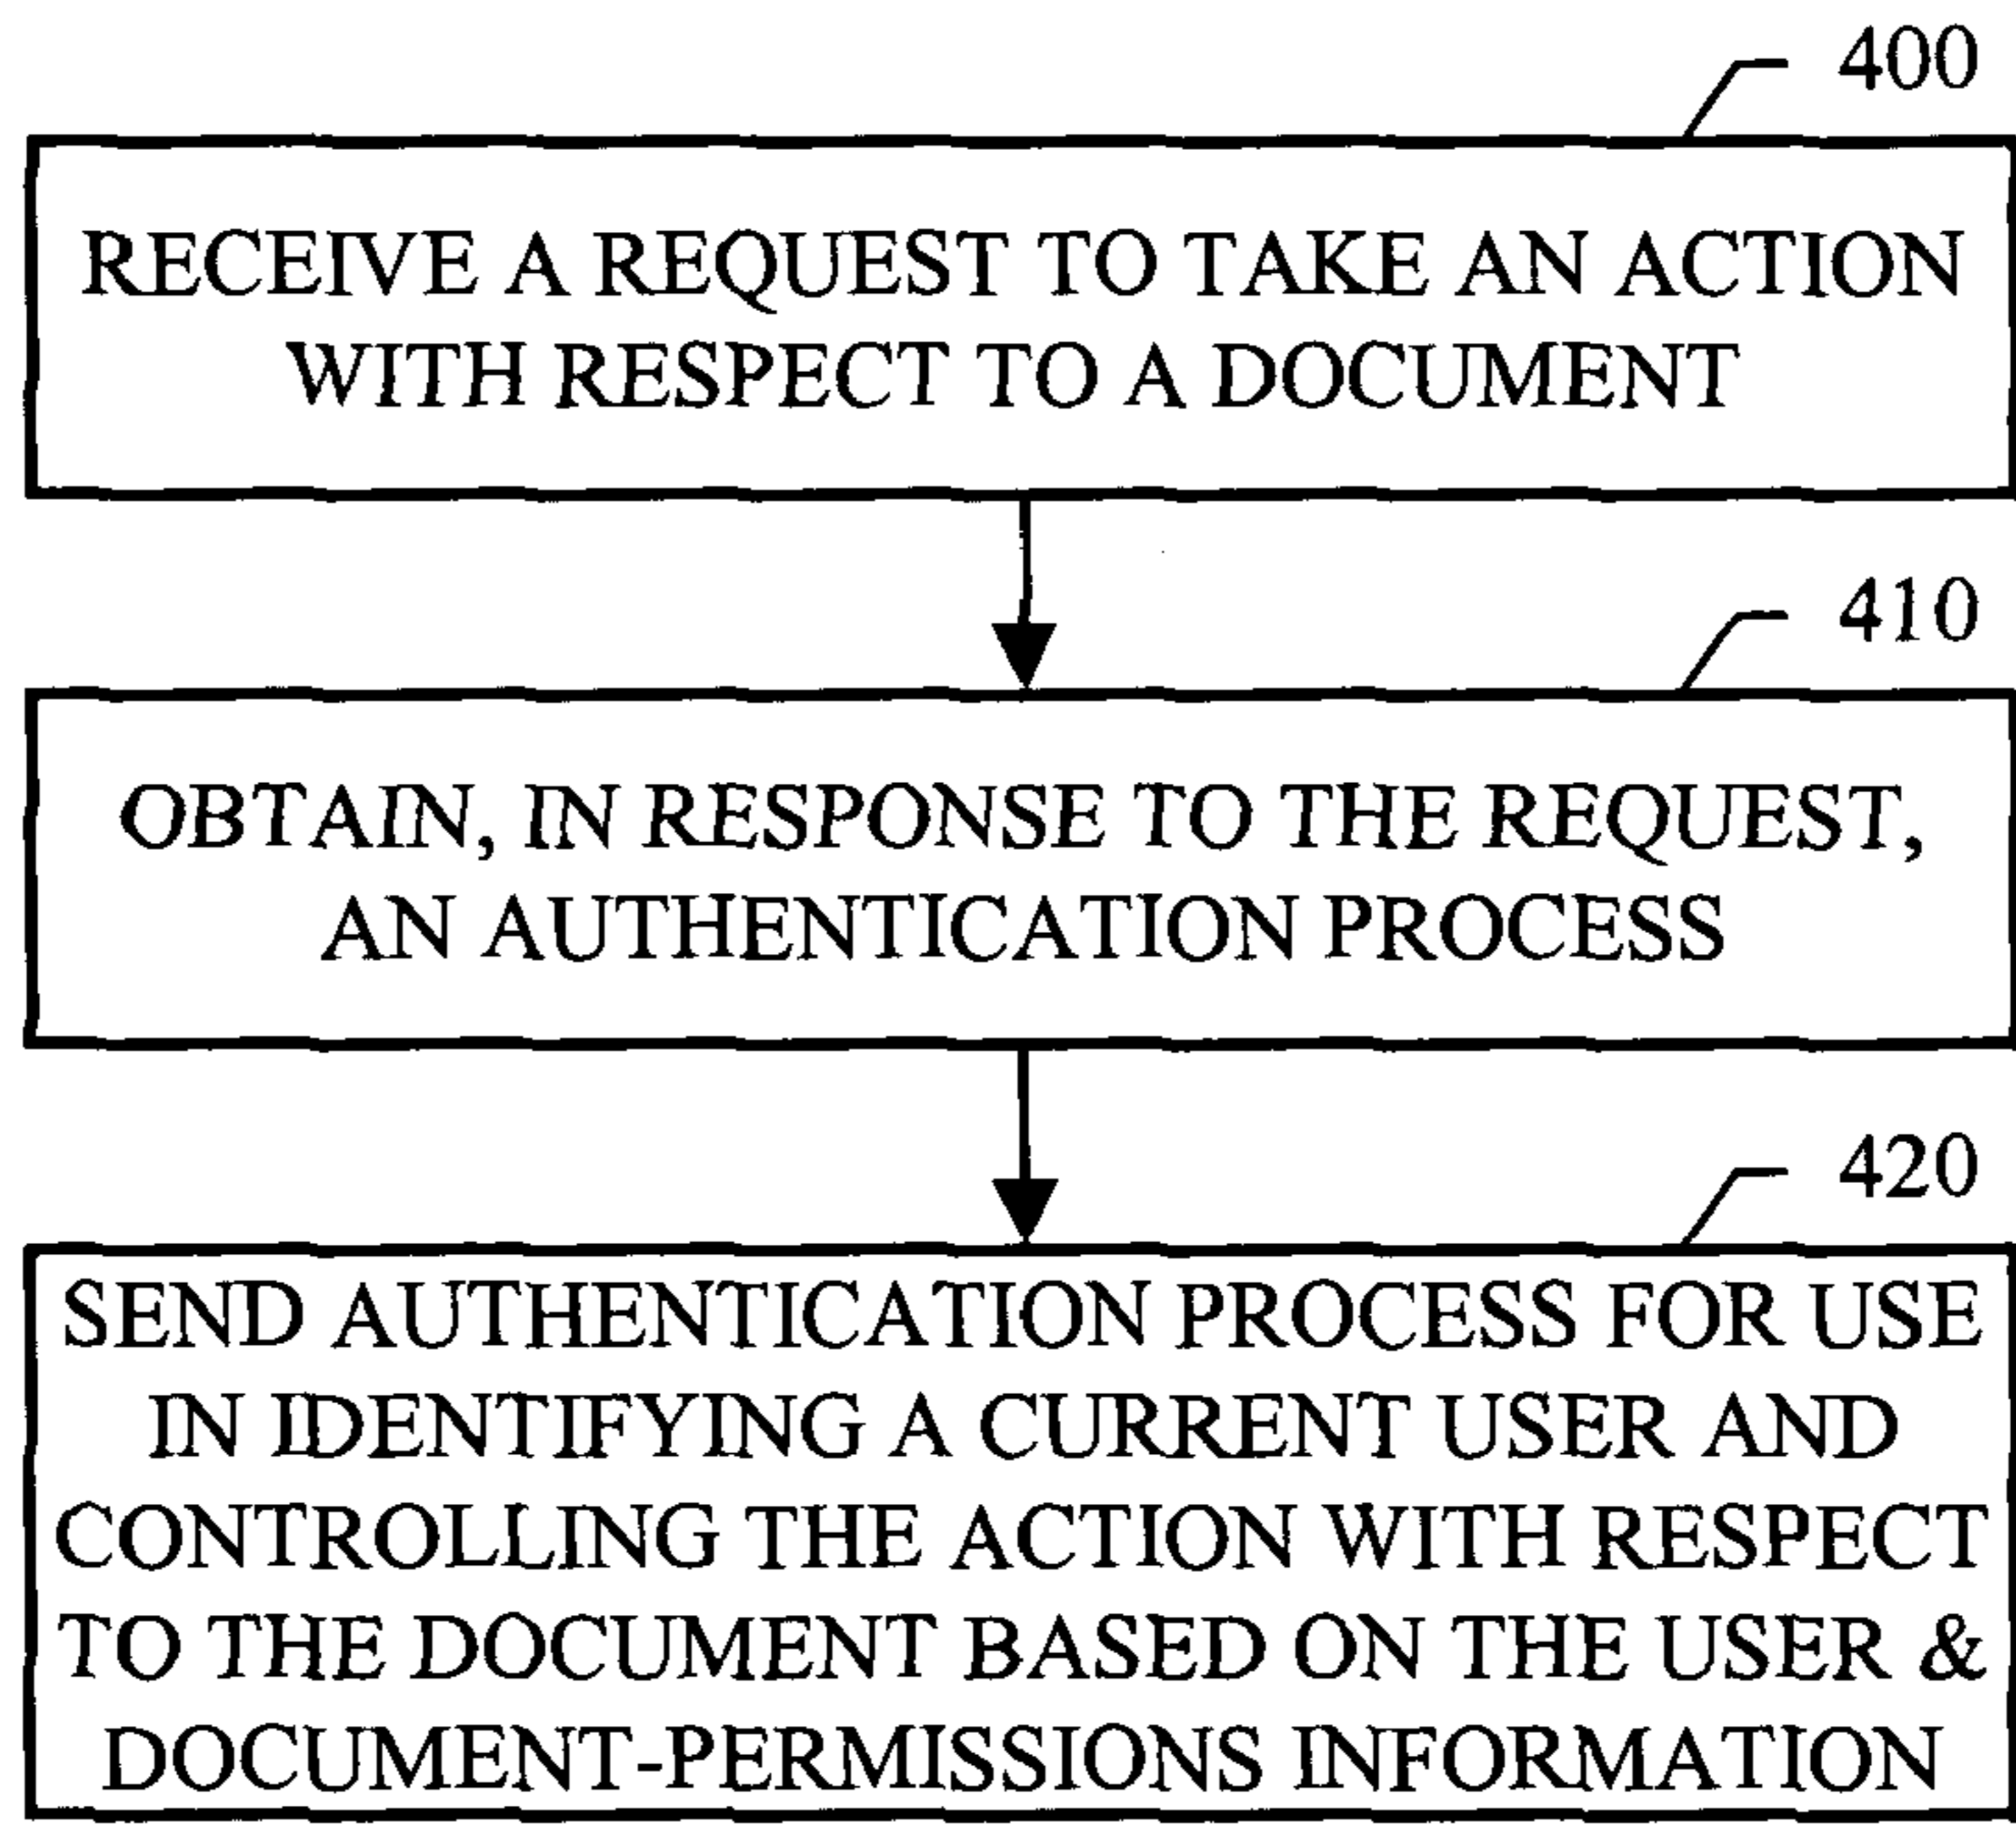 400
RECEIVE A REQUEST TO TAKE AN ACTION
WITH RESPECT TO A DOCUMENT
410
OBTAIN, IN RESPONSE TO THE REQUEST,
AN AUTHENTICATION PROCESS
420
SEND AUTHENTICATION PROCESS FOR USE
IN IDENTIFYING A CURRENT USER AND
CONTROLLING THE ACTION WITH RESPECT
TO THE DOCUMENT BASED ON THE USER &
DOCUMENT-PERMISSIONS INFORMATION